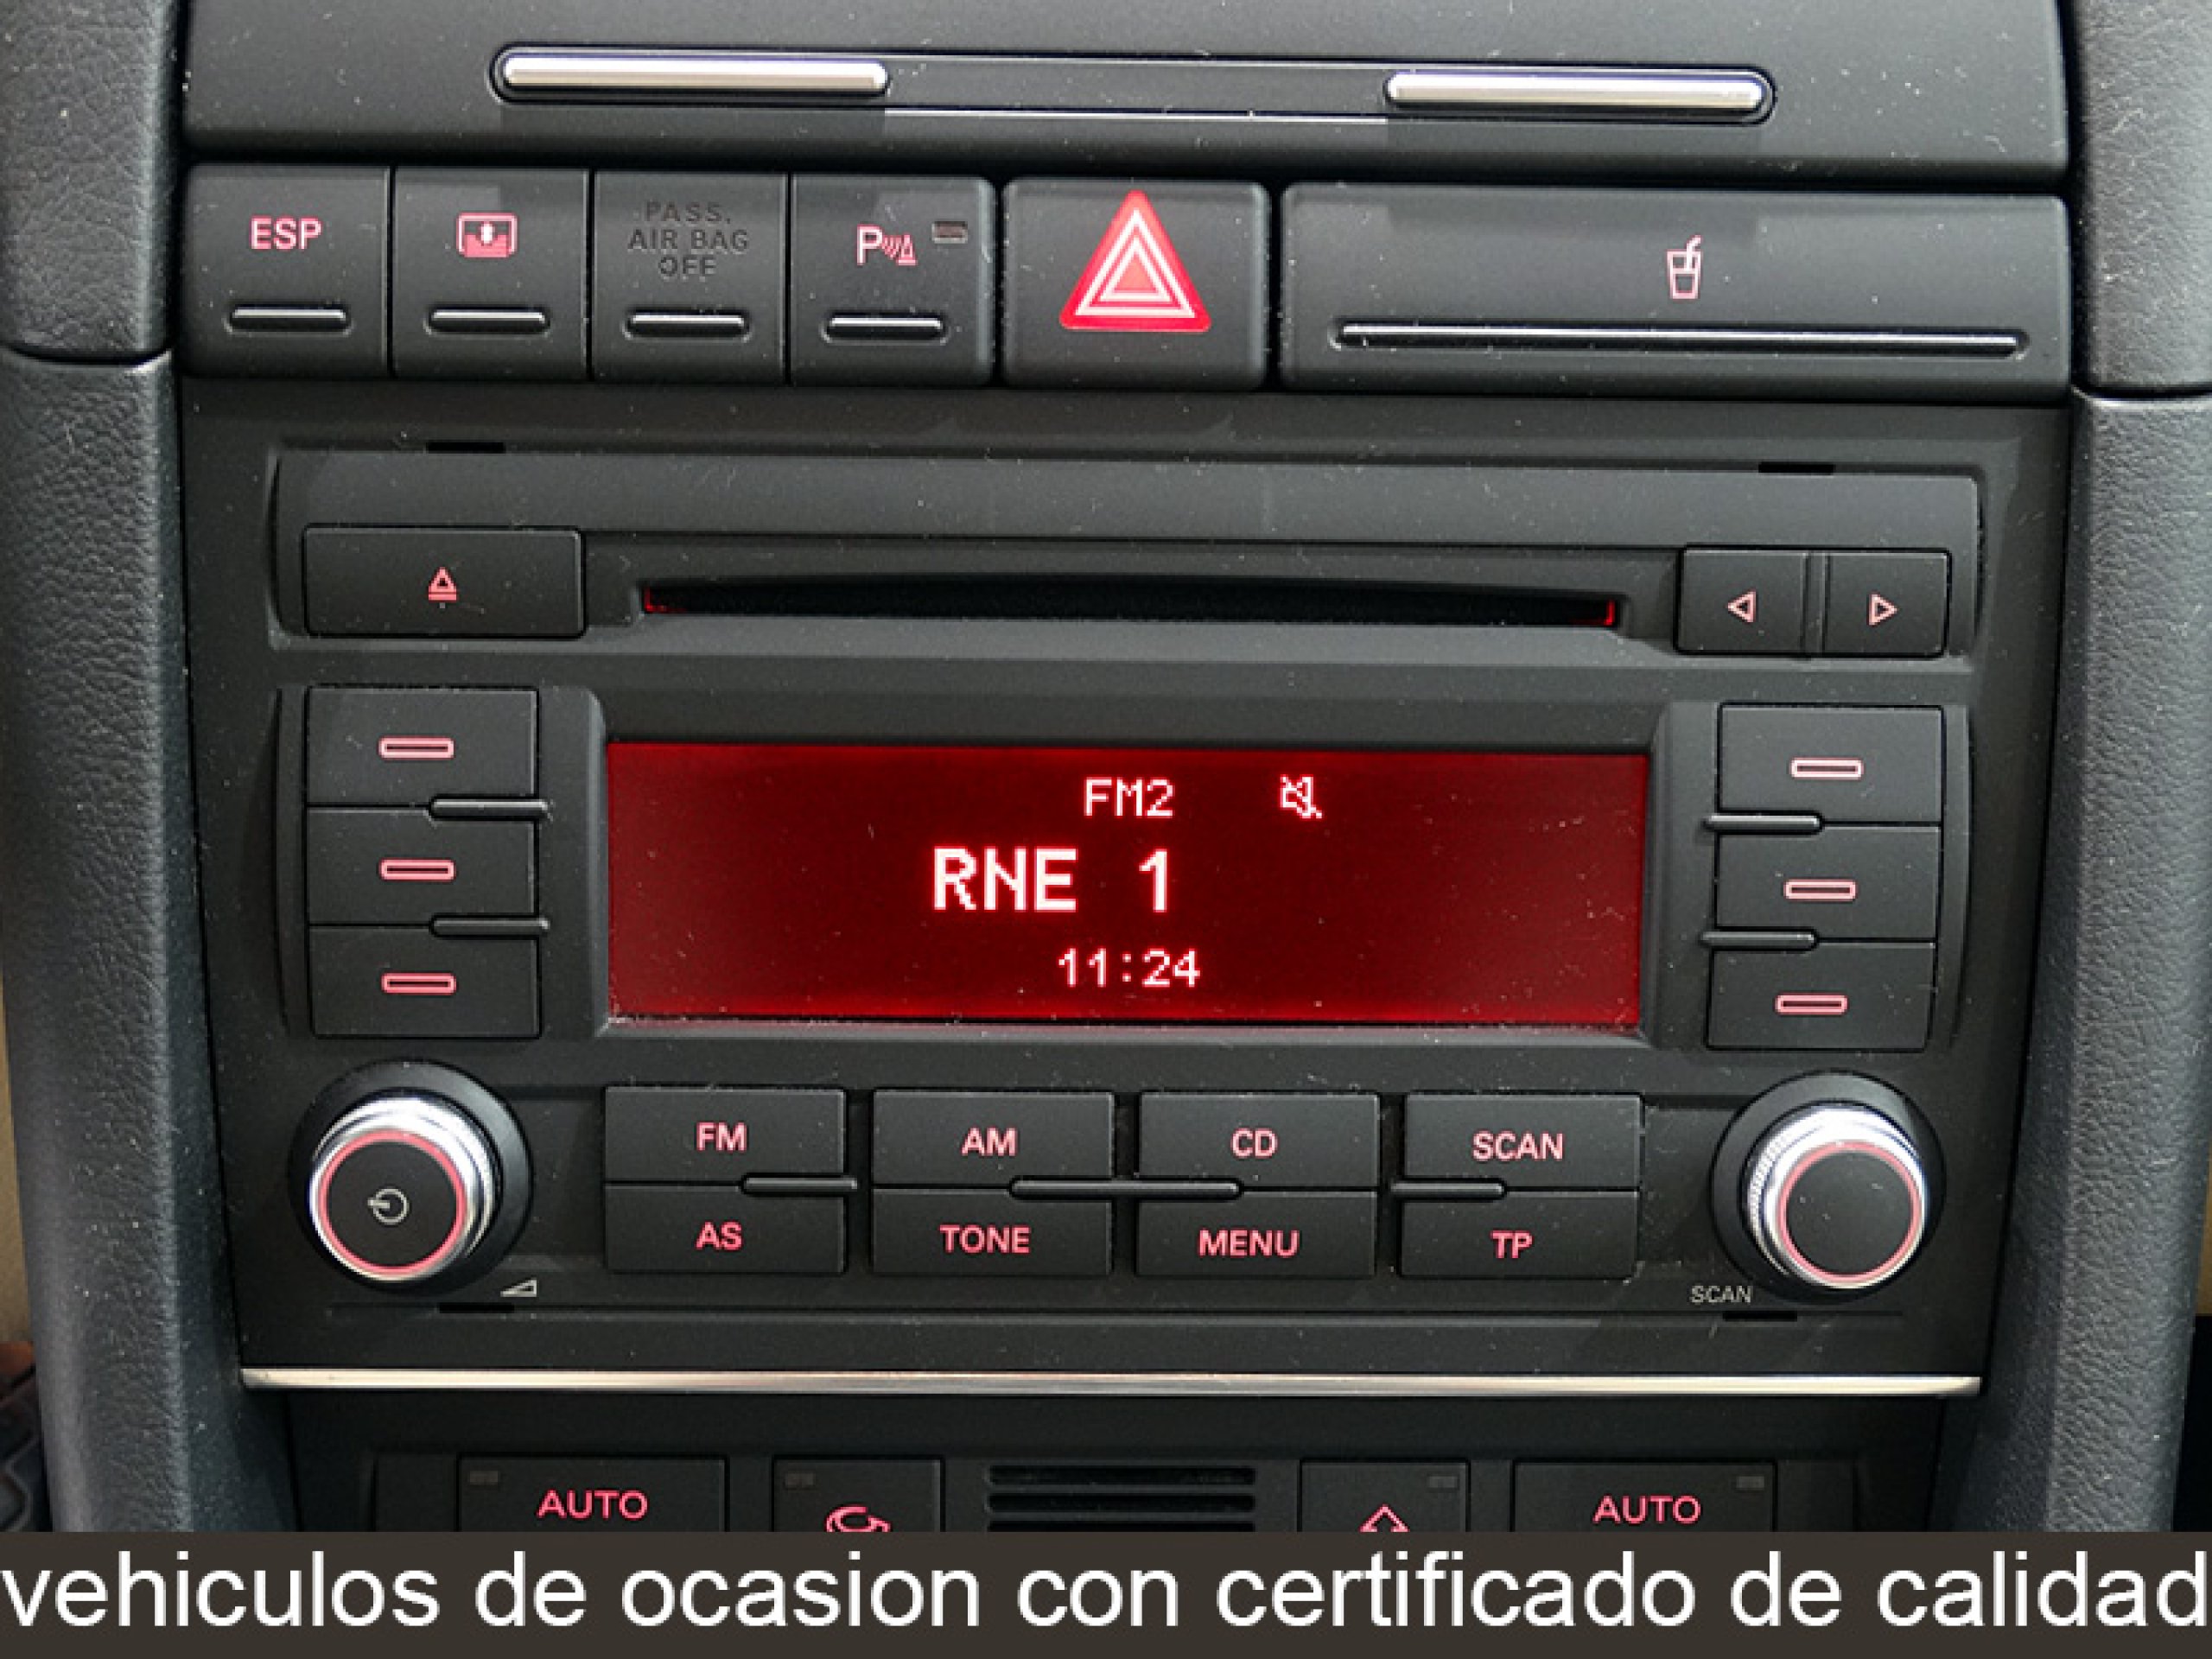 ESP
PASS.
AIR BAG
OFF
P
FM2
RNE 1
11:24
FM
AM
CD
SCAN
AS
TONE
MENU
TP
SCAN
AUTO
AUTO
vehiculos de ocasion con certificado de calidad